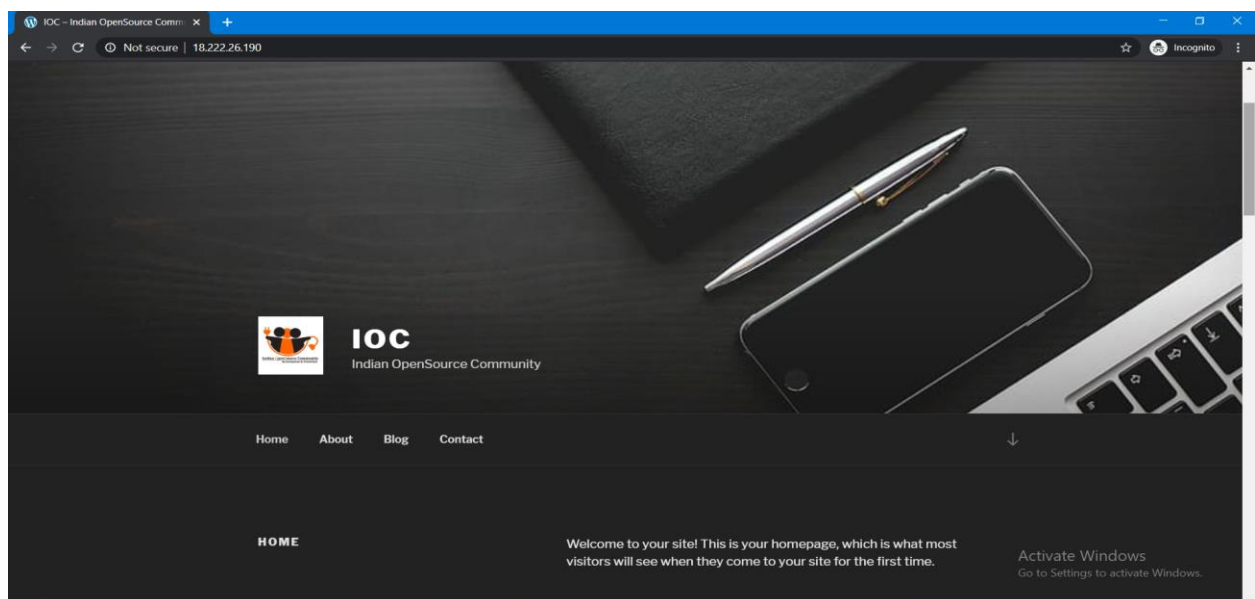 IOC – Indian OpenSource Comm
Not secure | 18.222.26.190
Incognito
IOC
Indian OpenSource Community
Home About Blog Contact
HOME
Welcome to your site! This is your homepage, which is what most
visitors will see when they come to your site for the first time.
Activate Windows
Go to Settings to activate Windows.